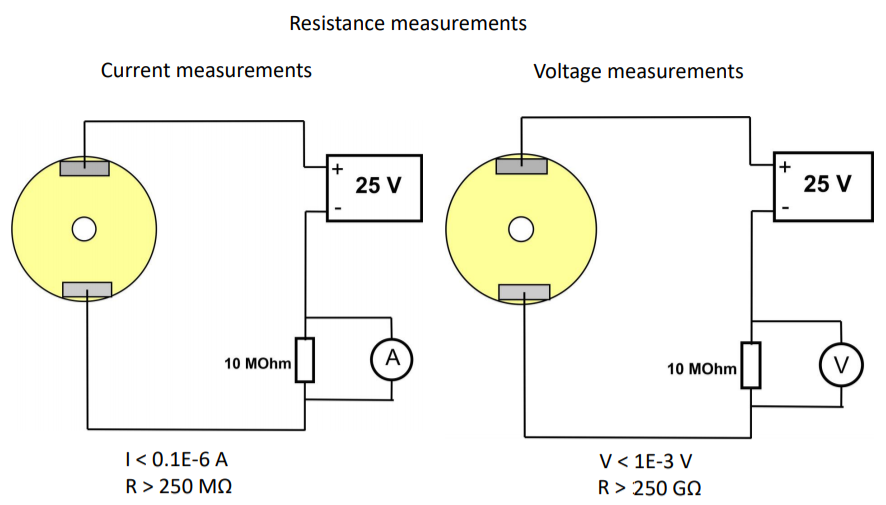 Resistance measurements
Current measurements
Voltage measurements
+
25 V
-
+
25 V
-
10 MOhm
A
10 MOhm
V
I < 0.1E-6 A
R > 250 MΩ
V < 1E-3 V
R > 250 GΩ